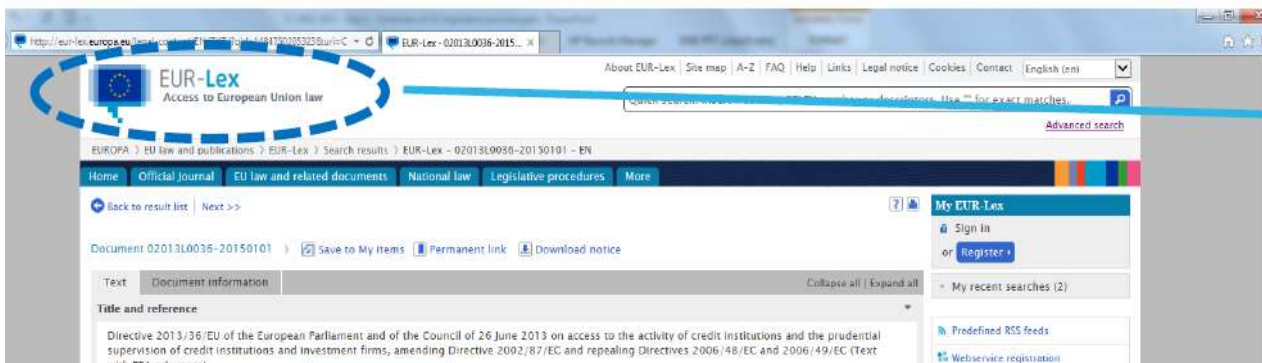 EUR-Lex - 02013L0036-2015...
About EUR-Lex | Site map | A-Z | FAQ | Help | Links | Legal notice | Cookies | Contact English (en)
EUR-Lex
Access to European Union law
for exact matches.
Advanced search
EUROPA > EU law and publications > EUR-Lex > Search results > EUR-Lex - 02013L0036-20150101 - EN
Home Official Journal EU law and related documents National law Legislative procedures More
Back to result list | Next >>
My EUR-Lex
Sign in
or Register
Document 02013L0036-20150101 > Save to My items Permanent link Download notice
Text Document information Collapse all | Expand all
My recent searches (2)
Title and reference
Directive 2013/36/EU of the European Parliament and of the Council of 26 June 2013 on access to the activity of credit institutions and the prudential
supervision of credit institutions and investment firms, amending Directive 2002/87/EC and repealing Directives 2006/48/EC and 2006/49/EC (Text
Predefined RSS feeds
Webservice registration